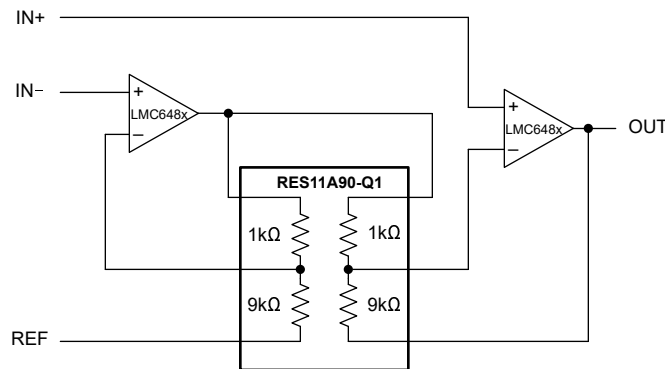 IN+
IN−
+
LMC648x
−
+
LMC648x
−
OUT
RES11A90-Q1
1kΩ
1kΩ
9kΩ
9kΩ
REF